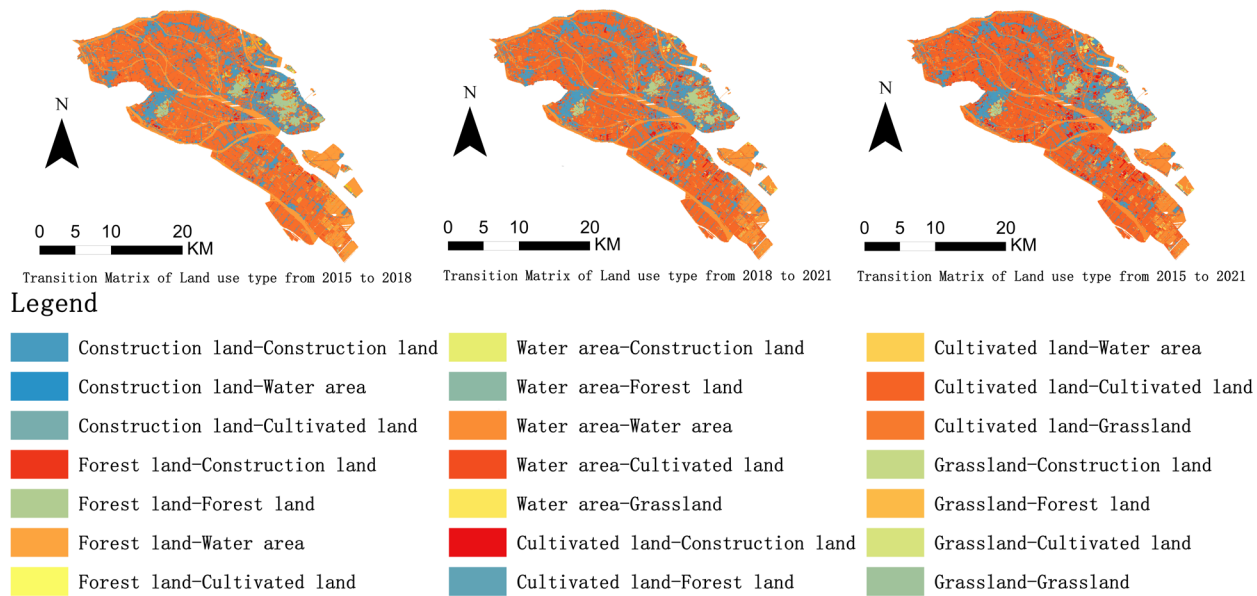 N
N
N
0 5 10 20
KM
0 5 10 20
KM
0 5 10 20
KM
Transition Matrix of Land use type from 2015 to 2018
Transition Matrix of Land use type from 2018 to 2021
Transition Matrix of Land use type from 2015 to 2021
Legend
Construction land-Construction land
Construction land-Water area
Construction land-Cultivated land
Forest land-Construction land
Forest land-Forest land
Forest land-Water area
Forest land-Cultivated land
Water area-Construction land
Water area-Forest land
Water area-Water area
Water area-Cultivated land
Water area-Grassland
Cultivated land-Construction land
Cultivated land-Forest land
Cultivated land-Water area
Cultivated land-Cultivated land
Cultivated land-Grassland
Grassland-Construction land
Grassland-Forest land
Grassland-Cultivated land
Grassland-Grassland